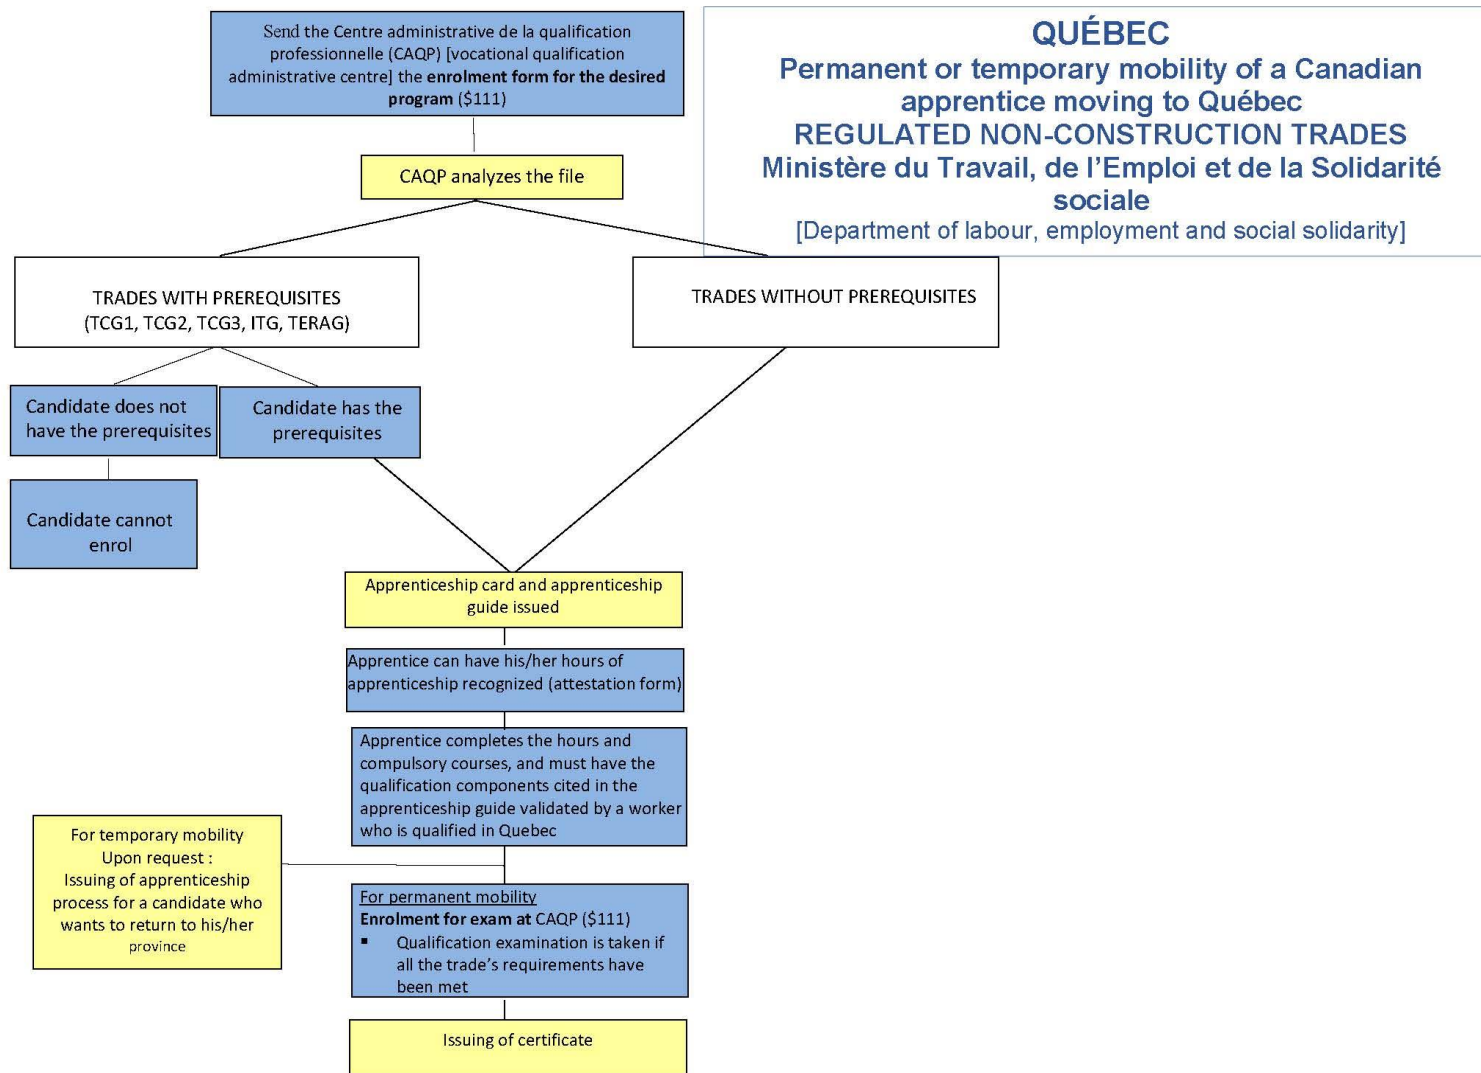 Send the Centre administrative de la qualification
professionnelle (CAQP) [vocational qualification
administrative centre] the enrolment form for the desired
program ($111)
QUÉBEC
Permanent or temporary mobility of a Canadian
apprentice moving to Québec
REGULATED NON-CONSTRUCTION TRADES
Ministère du Travail, de l'Emploi et de la Solidarité
sociale
[Department of labour, employment and social solidarity]
CAQP analyzes the file
TRADES WITH PREREQUISITES
(TCG1, TCG2, TCG3, ITG, TERAG)
TRADES WITHOUT PREREQUISITES
Candidate does not
have the prerequisites
Candidate has the
prerequisites
Candidate cannot
enrol
Apprenticeship card and apprenticeship
guide issued
Apprentice can have his/her hours of
apprenticeship recognized (attestation form)
Apprentice completes the hours and
compulsory courses, and must have the
qualification components cited in the
apprenticeship guide validated by a worker
who is qualified in Quebec
For temporary mobility
Upon request :
Issuing of apprenticeship
process for a candidate who
wants to return to his/her
province
For permanent mobility
Enrolment for exam at CAQP ($111)
▪ Qualification examination is taken if
all the trade's requirements have
been met
Issuing of certificate